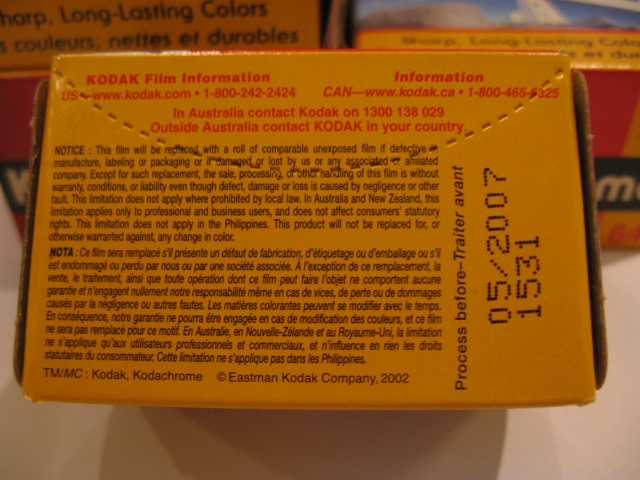 harp, Long-Lasting Colors
s couleurs, nettes et durables
Sharp, Long-Lasting Colo
s et dur
KODAK Film Information
US—www.kodak.com • 1-800-242-2424
Information
CAN—www.kodak.ca • 1-800-465-6325
In Australia contact Kodak on 1300 138 029
Outside Australia contact KODAK in your country.
NOTICE : This film will be replaced with a roll of comparable unexposed film if defective in
manufacture, labeling or packaging or if damaged or lost by us or any associated or affiliated
company. Except for such replacement, the sale, processing, or other handling of this film is without
warranty, conditions, or liability even though defect, damage or loss is caused by negligence or other
fault. This limitation does not apply where prohibited by local law. In Australia and New Zealand, this
limitation applies only to professional and business users, and does not affect consumers' statutory
rights. This limitation does not apply in the Philippines. This product will not be replaced for, or
otherwise warranted against, any change in color.
NOTA : Ce film sera remplacé s'il présente un défaut de fabrication, d'étiquetage ou d'emballage ou s'il
est endommagé ou perdu par nous ou par une société associée. À l'exception de ce remplacement, la
vente, le traitement, ainsi que toute opération dont ce film peut faire l'objet ne comportent aucune
garantie et n'engagent nullement notre responsabilité même en cas de vices, de perte ou de dommages
causés par la négligence ou autres fautes. Les matières colorantes peuvent se modifier avec le temps.
En conséquence, notre garantie ne pourra être engagée en cas de modification des couleurs, et ce film
ne sera pas remplacé pour ce motif. En Australie, en Nouvelle-Zélande et au Royaume-Uni, la limitation
ne s'applique qu'aux utilisateurs professionnels et commerciaux, et n'influence en rien les droits
statutaires du consommateur. Cette limitation ne s'applique pas dans les Philippines.
TM/MC : Kodak, Kodachrome © Eastman Kodak Company, 2002
Process before–Traiter avant
05/2007
1531